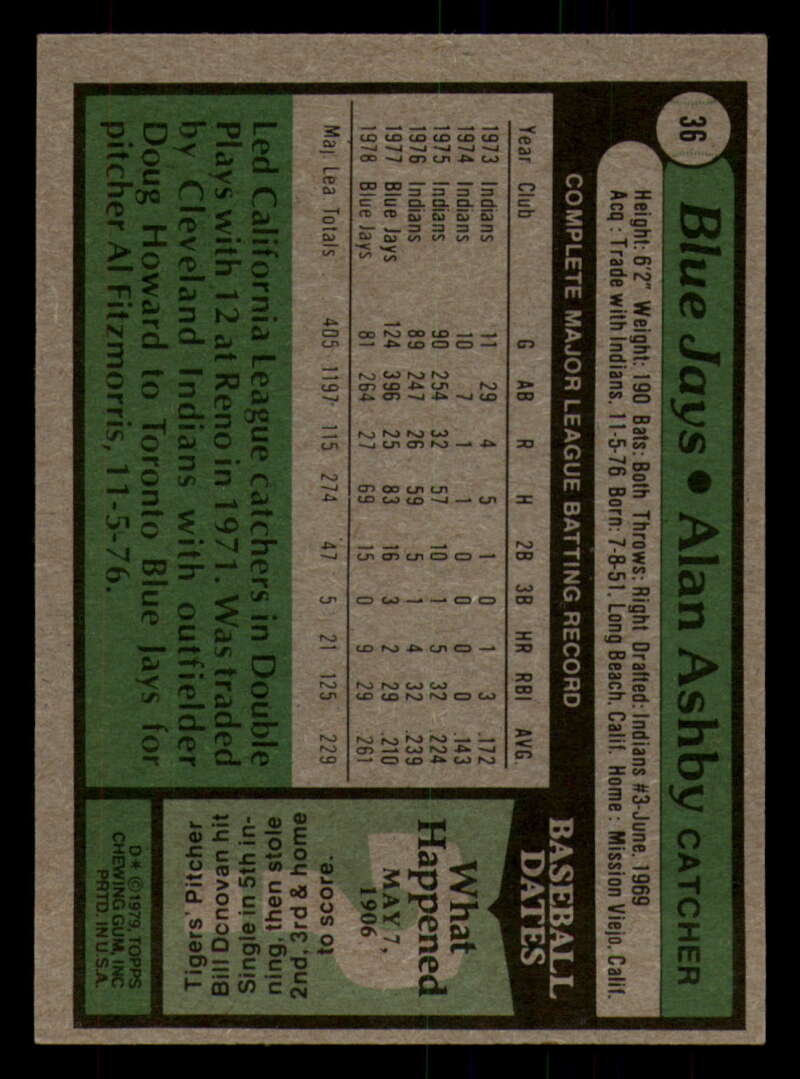 36
Blue Jays • Alan Ashby CATCHER
Height: 6'2" Weight: 190 Bats: Both Throws: Right Drafted: Indians #3-June, 1969
Acq: Trade with Indians, 11-5-76 Born: 7-8-51, Long Beach, Calif. Home: Mission Viejo, Calif.
COMPLETE MAJOR LEAGUE BATTING RECORD
Year Club G AB R H 2B 3B HR RBI AVG.
1973 Indians 11 29 4 5 1 0 1 3 .172
1974 Indians 10 7 1 1 0 0 0 0 .143
1975 Indians 90 254 32 57 10 1 5 32 .224
1976 Indians 89 247 26 59 5 1 4 32 .239
1977 Blue Jays 124 396 25 83 16 3 2 29 .210
1978 Blue Jays 81 264 27 69 15 0 9 29 .261
Maj. Lea Totals 405 1197 115 274 47 5 21 125 .229
Led California League catchers in Double
Plays with 12 at Reno in 1971. Was traded
by Cleveland Indians with outfielder
Doug Howard to Toronto Blue Jays for
pitcher Al Fitzmorris, 11-5-76.
BASEBALL
DATES
What
Happened
MAY 7,
1906
Tigers' Pitcher
Bill Donovan hit
Single in 5th in-
ning, then stole
2nd, 3rd & home
to score.
D* © 1979, TOPPS
CHEWING GUM, INC
PRTD. IN U.S.A.